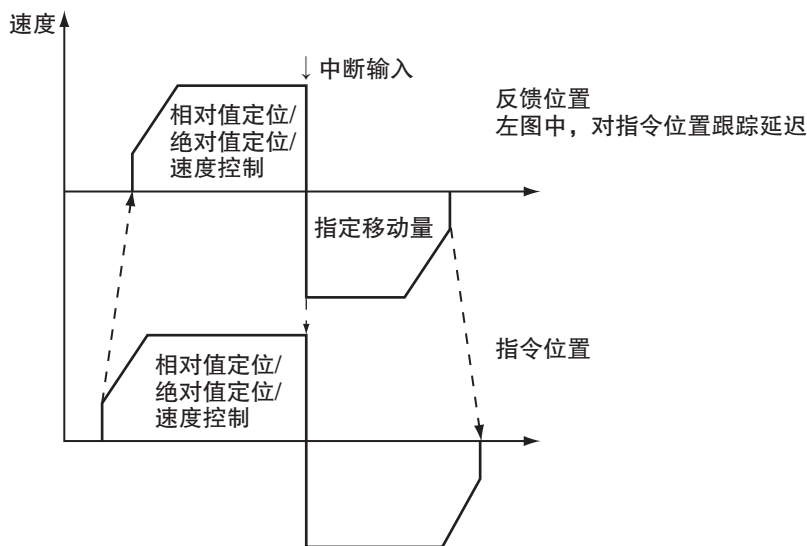 速度
↓中断输入
相对值定位/
绝对值定位/
速度控制
反馈位置
左图中，对指令位置跟踪延迟
指定移动量
相对值定位/
绝对值定位/
速度控制
指令位置